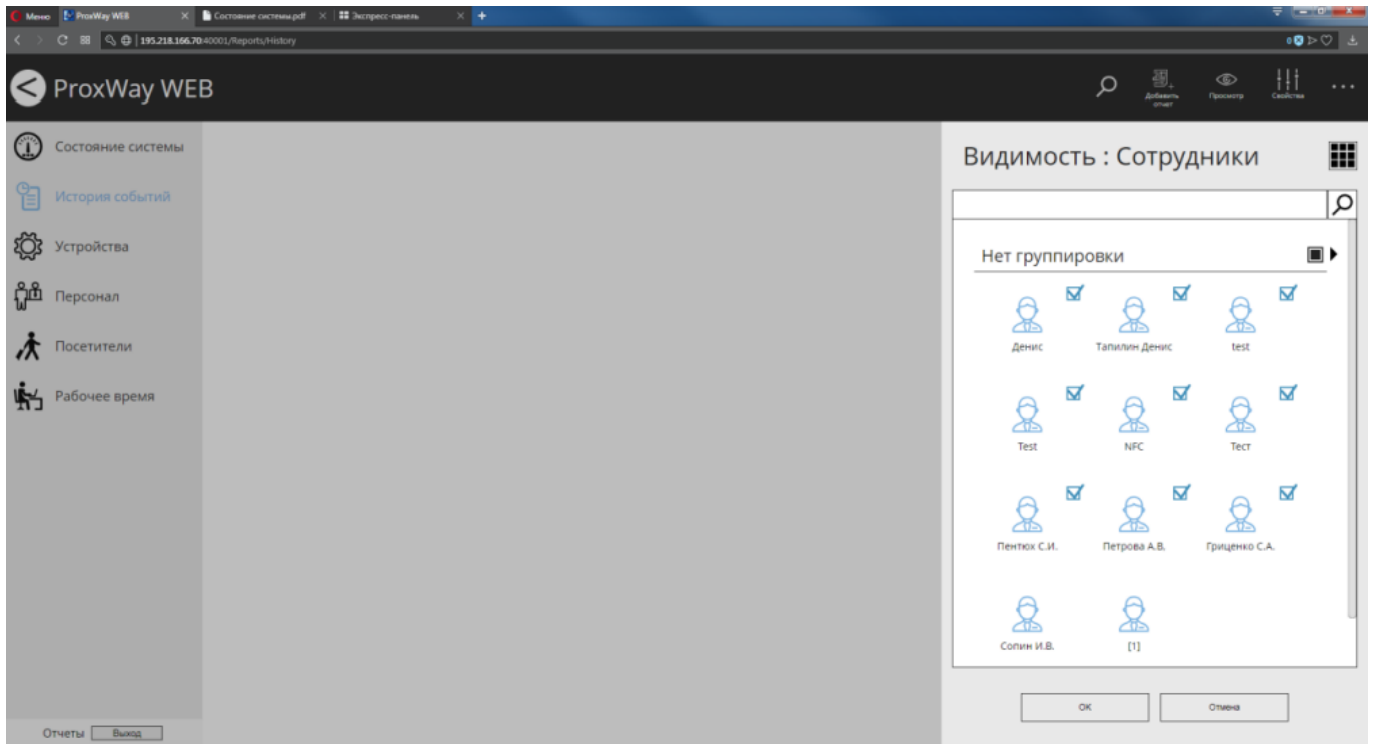 Меню ProxWay WEB Состояние системы.pdf Экспресс-панель
195.218.166.70:40001/Reports/History 0
ProxWay WEB
Добавить отчет
Просмотр
Свойства
Состояние системы
История событий
Устройства
Персонал
Посетители
Рабочее время
Отчеты Выход
Видимость : Сотрудники
Нет группировки
Денис Тапилин Денис test
Test NFC Тест
Пентюх С.И. Петрова А.В. Гриценко С.А.
Сопин И.В. [1]
ОК Отмена